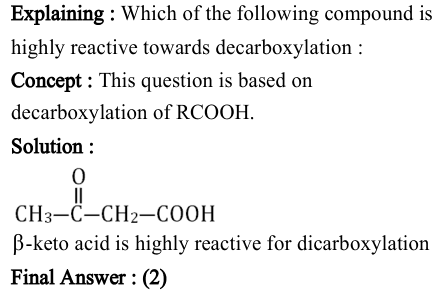 Explaining : Which of the following compound is
highly reactive towards decarboxylation :
Concept : This question is based on
decarboxylation of RCOOH.
Solution :
O
||
CH₃—C—CH₂—COOH
β-keto acid is highly reactive for dicarboxylation
Final Answer : (2)